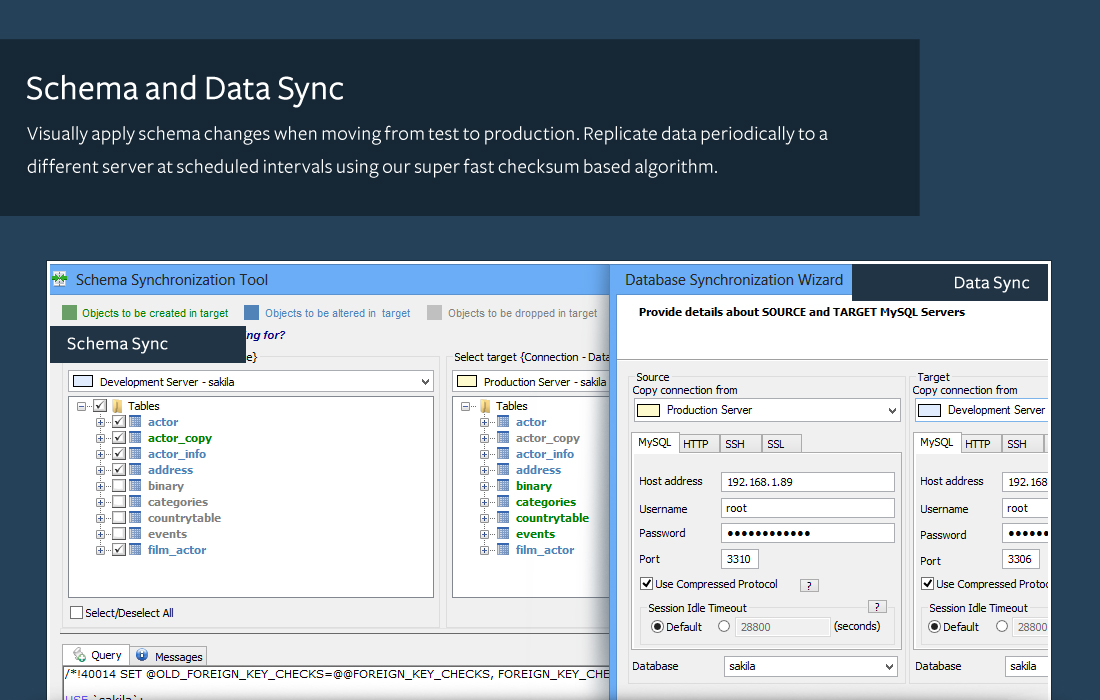 Schema and Data Sync
Visually apply schema changes when moving from test to production. Replicate data periodically to a
different server at scheduled intervals using our super fast checksum based algorithm.
Schema Synchronization Tool
Objects to be created in target
Objects to be altered in target
Objects to be dropped in target
ng for?
Schema Sync
e}
Development Server - sakila
Tables
actor
actor_copy
actor_info
address
binary
categories
countrytable
events
film_actor
Select/Deselect All
Select target {Connection - Data
Production Server - sakila
Tables
actor
actor_copy
actor_info
address
binary
categories
countrytable
events
film_actor
Query
Messages
/*!40014 SET @OLD_FOREIGN_KEY_CHECKS=@@FOREIGN_KEY_CHECKS, FOREIGN_KEY_CHE
USE `sakila`;
Database Synchronization Wizard
Data Sync
Provide details about SOURCE and TARGET MySQL Servers
Source
Copy connection from
Production Server
MySQL HTTP SSH SSL
Host address 192.168.1.89
Username root
Password ●●●●●●●●●●●●
Port 3310
Use Compressed Protocol ?
Session Idle Timeout ?
Default 28800 (seconds)
Database sakila
Target
Copy connection from
Development Server
MySQL HTTP SSH
Host address 192.168
Username root
Password ●●●●●●
Port 3306
Use Compressed Protoc
Session Idle Timeout
Default 28800
Database sakila